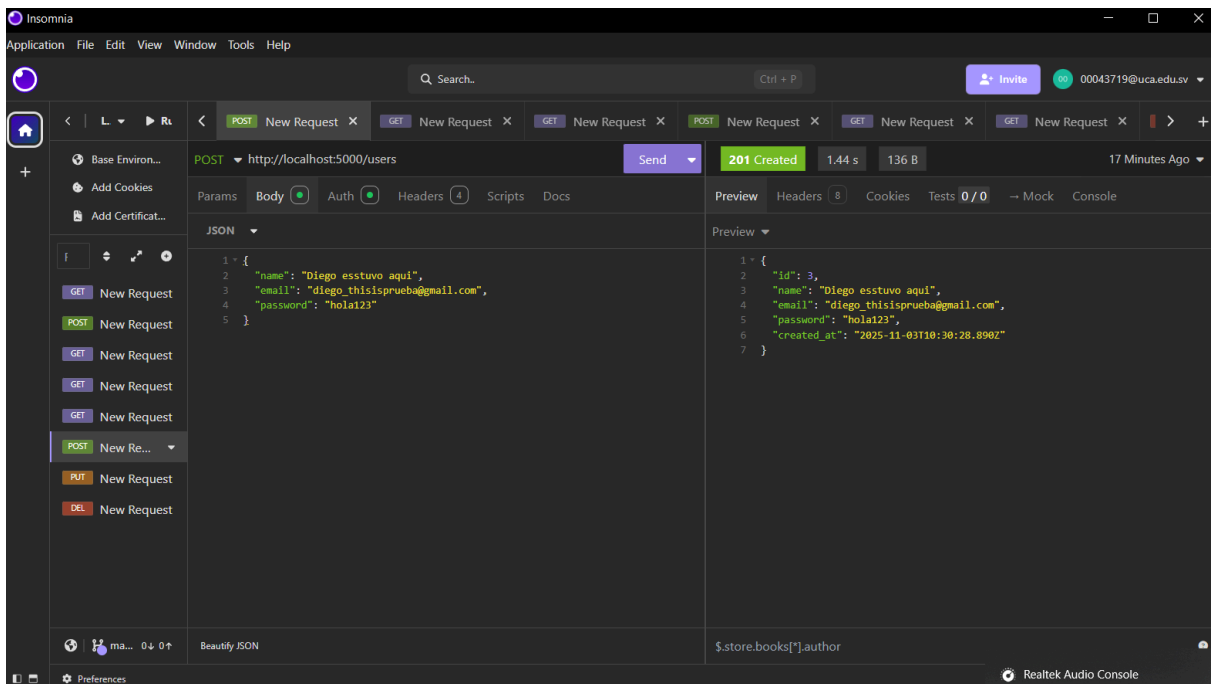 Insomnia
Application File Edit View Window Tools Help
Search.. Ctrl + P Invite 00 00043719@uca.edu.sv
L.. POST New Request GET New Request GET New Request POST New Request GET New Request GET New Request
Base Environ... POST http://localhost:5000/users Send 201 Created 1.44 s 136 B 17 Minutes Ago
Add Cookies
Add Certificat...
Params Body Auth Headers 4 Scripts Docs Preview Headers 8 Cookies Tests 0 / 0 → Mock Console
JSON Preview
1 {
2 "name": "Diego esstuvo aqui",
3 "email": "diego_thisisprueba@gmail.com",
4 "password": "hola123"
5 }
1 {
2 "id": 3,
3 "name": "Diego esstuvo aqui",
4 "email": "diego_thisisprueba@gmail.com",
5 "password": "hola123",
6 "created_at": "2025-11-03T10:30:28.890Z"
7 }
GET New Request
POST New Request
GET New Request
GET New Request
GET New Request
POST New Re...
PUT New Request
DEL New Request
ma... 0↓ 0↑ Beautify JSON $.store.books[*].author
Preferences Realtek Audio Console